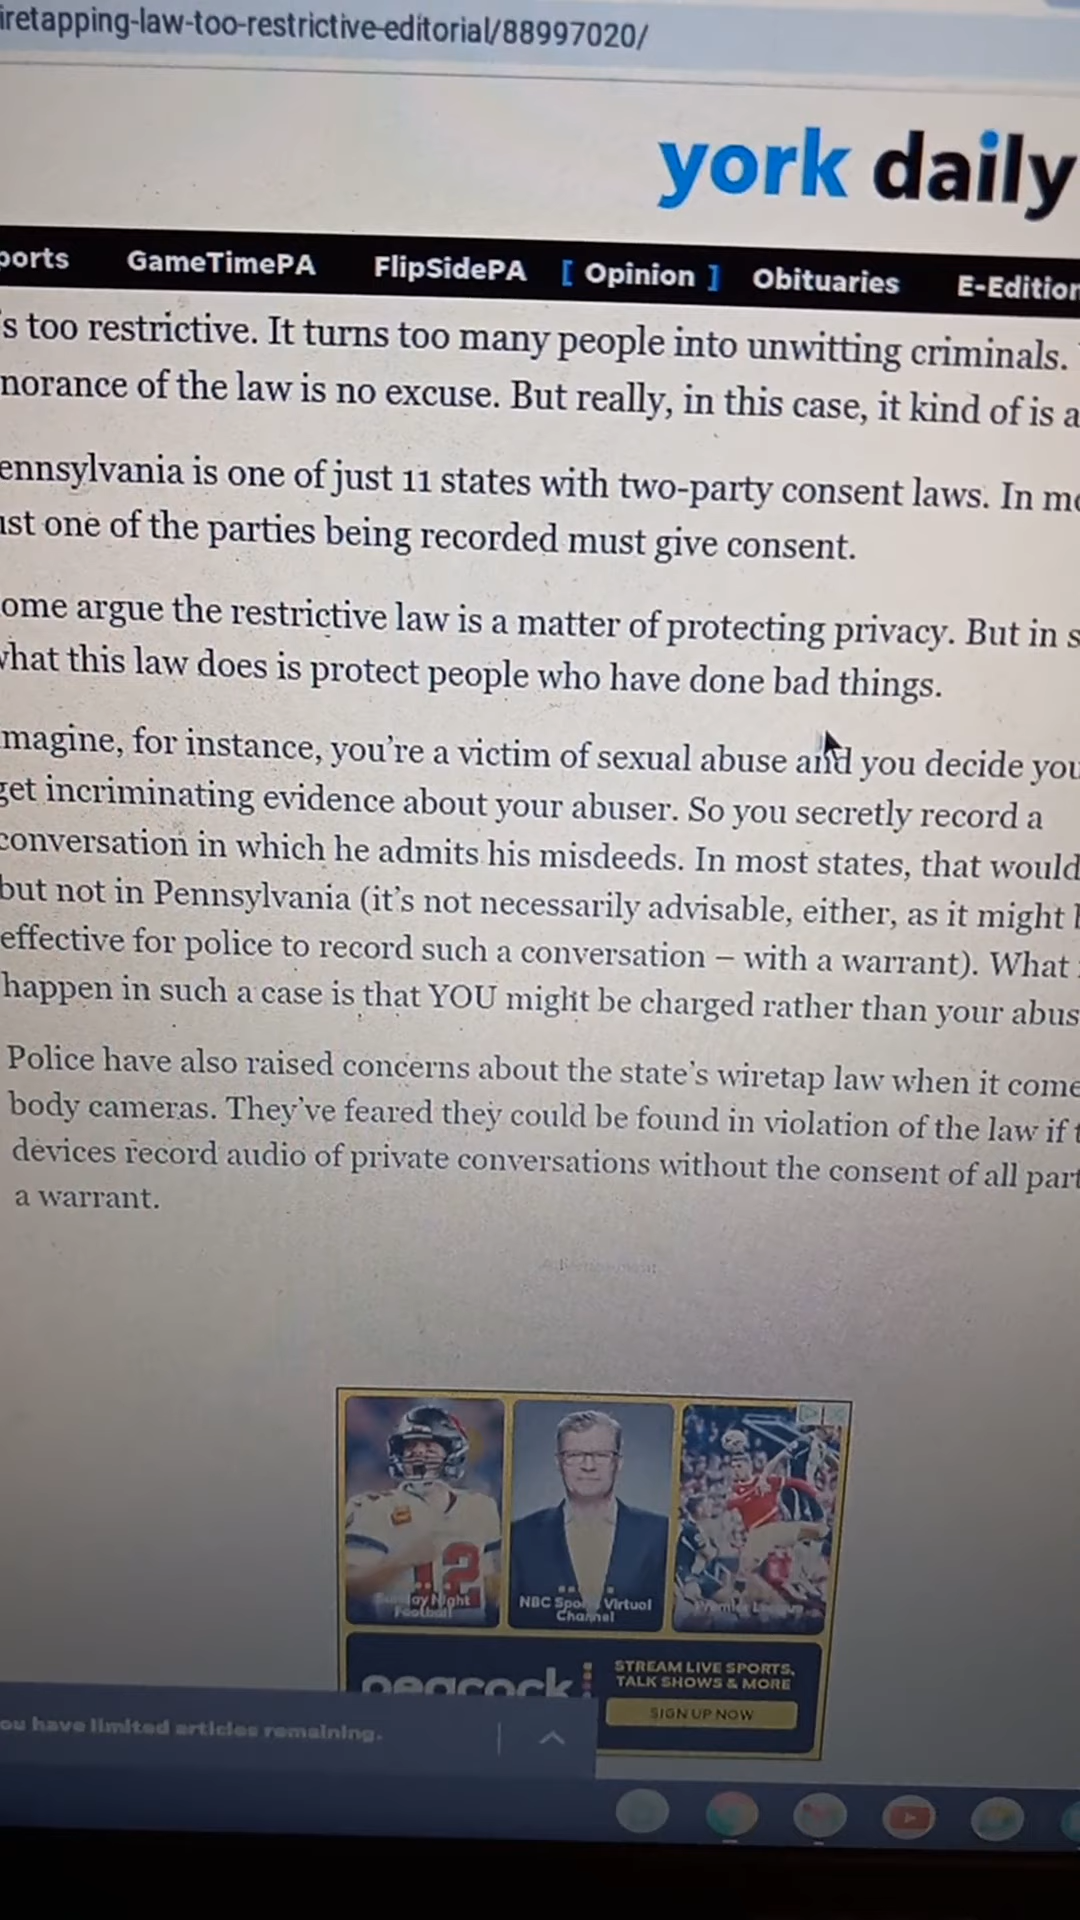 iretapping-law-too-restrictive-editorial/88997020/
york daily
ports GameTimePA FlipSidePA [ Opinion ] Obituaries E-Edition
's too restrictive. It turns too many people into unwitting criminals.
norance of the law is no excuse. But really, in this case, it kind of is a
ennsylvania is one of just 11 states with two-party consent laws. In mo
ust one of the parties being recorded must give consent.
ome argue the restrictive law is a matter of protecting privacy. But in s
what this law does is protect people who have done bad things.
magine, for instance, you're a victim of sexual abuse and you decide you
get incriminating evidence about your abuser. So you secretly record a
conversation in which he admits his misdeeds. In most states, that would
but not in Pennsylvania (it's not necessarily advisable, either, as it might b
effective for police to record such a conversation – with a warrant). What
happen in such a case is that YOU might be charged rather than your abus
Police have also raised concerns about the state's wiretap law when it come
body cameras. They've feared they could be found in violation of the law if t
devices record audio of private conversations without the consent of all part
a warrant.
Advertisement
12
Sunday Night
Football
NBC Sports Virtual
Channel
Premier League
peacock
STREAM LIVE SPORTS,
TALK SHOWS & MORE
SIGN UP NOW
ou have limited articles remaining.